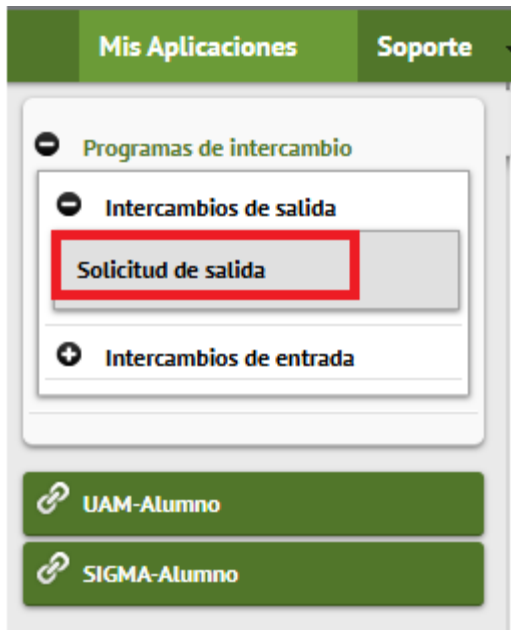 Mis Aplicaciones
Soporte
Programas de intercambio
Intercambios de salida
Solicitud de salida
Intercambios de entrada
UAM-Alumno
SIGMA-Alumno